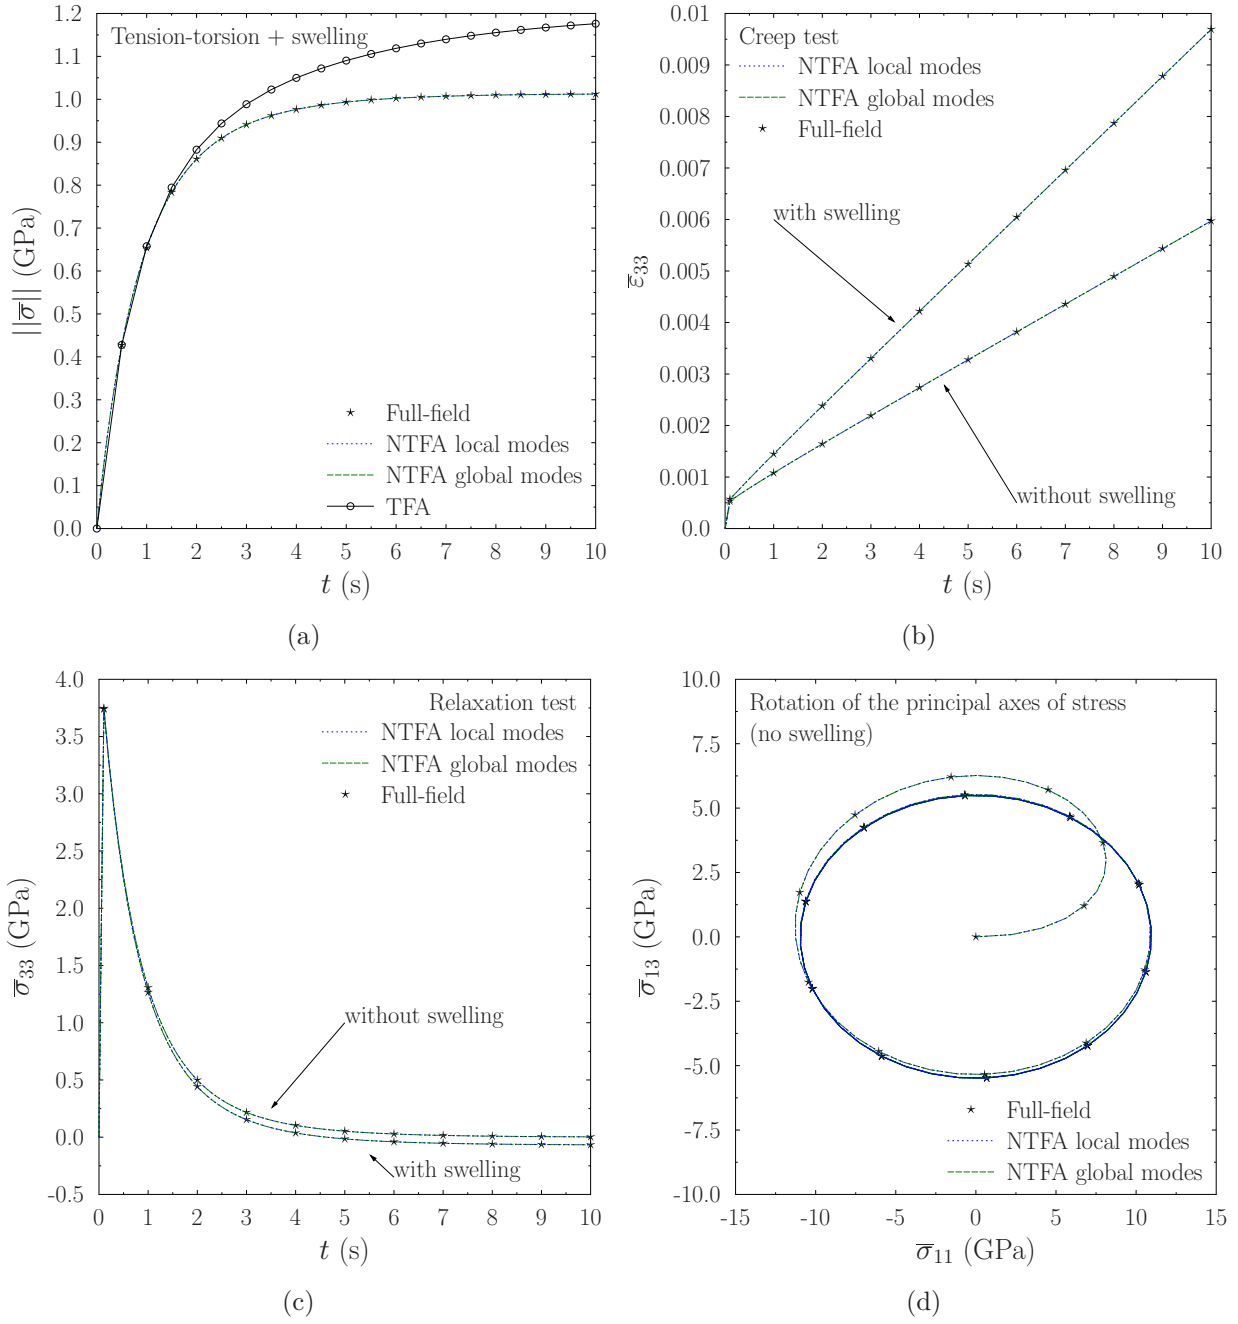 Tension-torsion + swelling
1.2
1.1
1.0
0.9
0.8
0.7
0.6
0.5
0.4
0.3
0.2
0.1
0.0
||σ̅|| (GPa)
Full-field
NTFA local modes
NTFA global modes
TFA
0 1 2 3 4 5 6 7 8 9 10
t (s)
(a)
Creep test
NTFA local modes
NTFA global modes
Full-field
0.01
0.009
0.008
0.007
0.006
0.005
0.004
0.003
0.002
0.001
0.0
ε̅33
with swelling
without swelling
0 1 2 3 4 5 6 7 8 9 10
t (s)
(b)
Relaxation test
NTFA local modes
NTFA global modes
Full-field
4.0
3.5
3.0
2.5
2.0
1.5
1.0
0.5
0.0
-0.5
σ̅33 (GPa)
without swelling
with swelling
0 1 2 3 4 5 6 7 8 9 10
t (s)
(c)
Rotation of the principal axes of stress
(no swelling)
10.0
7.5
5.0
2.5
0.0
-2.5
-5.0
-7.5
-10.0
σ̅13 (GPa)
Full-field
NTFA local modes
NTFA global modes
-15 -10 -5 0 5 10 15
σ̅11 (GPa)
(d)